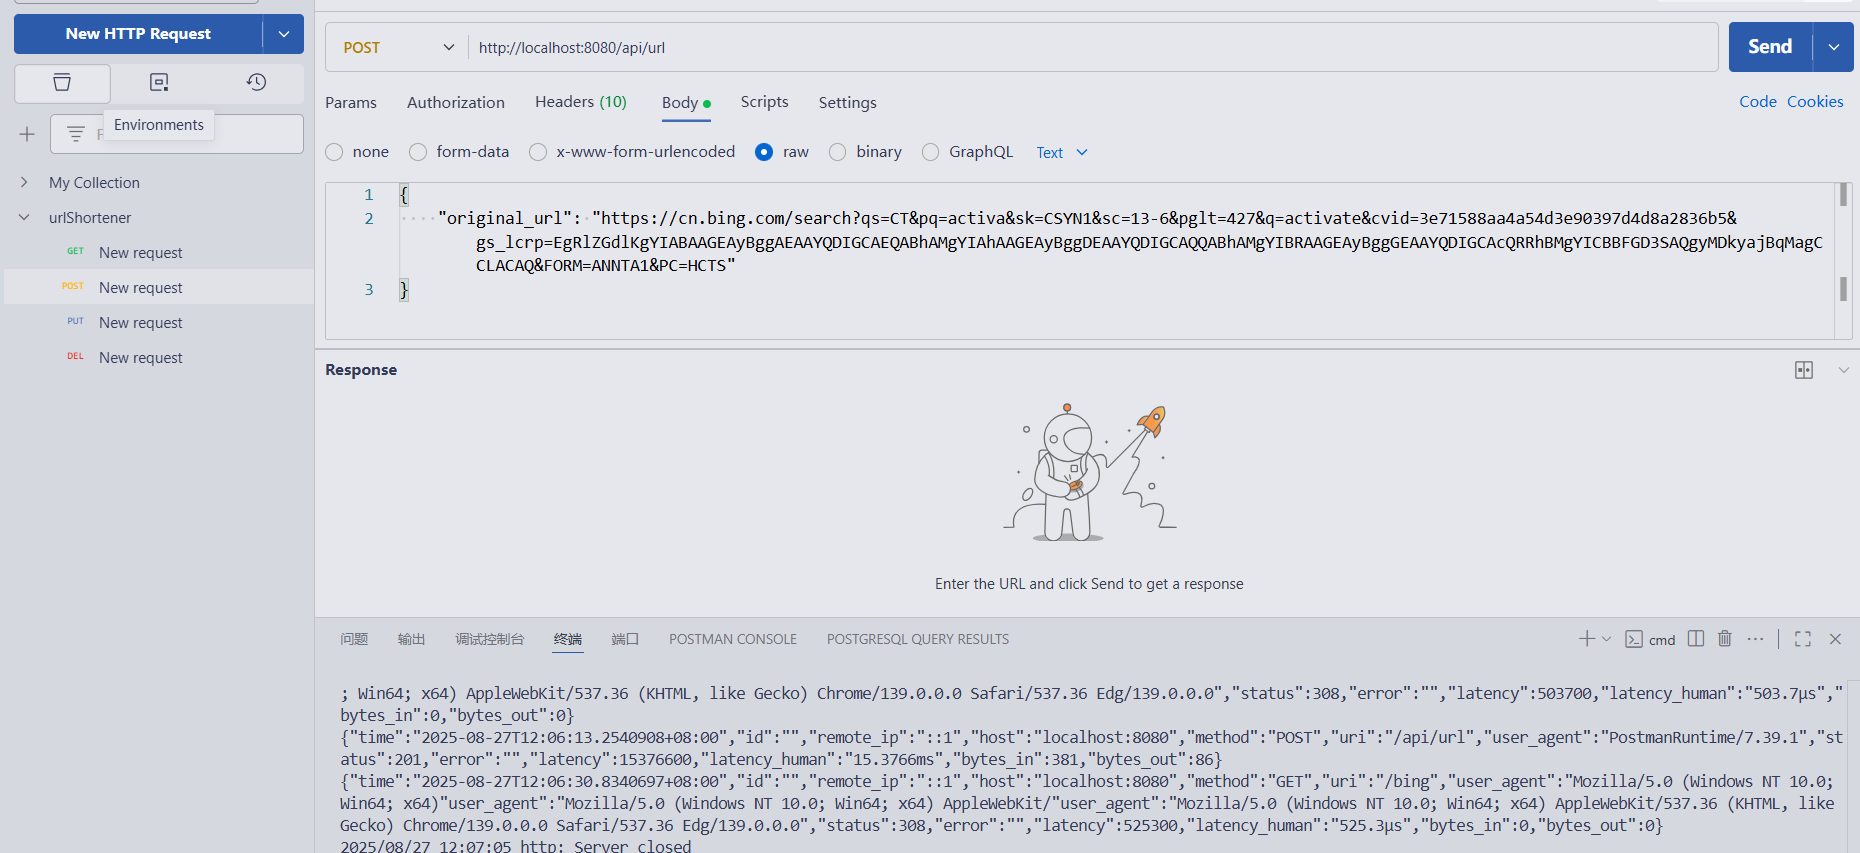 New HTTP Request
Environments
F
My Collection
urlShortener
GET New request
POST New request
PUT New request
DEL New request
POST http://localhost:8080/api/url Send
Params Authorization Headers (10) Body Scripts Settings Code Cookies
none form-data x-www-form-urlencoded raw binary GraphQL Text
1 {
2 "original_url": "https://cn.bing.com/search?qs=CT&pq=activa&sk=CSYN1&sc=13-6&pglt=427&q=activate&cvid=3e71588aa4a54d3e90397d4d8a2836b5&
gs_lcrp=EgRlZGdlKgYIABAAGEAyBggAEAAYQDIGCAEQABhAMgYIAhAAGEAyBggDEAAYQDIGCAQQABhAMgYIBRAAGEAyBggGEAAYQDIGCAcQRRhBMgYICBBFGD3SAQgyMDkyajBqMagC
CLACAQ&FORM=ANNTA1&PC=HCTS"
3 }
Response
Enter the URL and click Send to get a response
问题 输出 调试控制台 终端 端口 POSTMAN CONSOLE POSTGRESQL QUERY RESULTS cmd
; Win64; x64) AppleWebKit/537.36 (KHTML, like Gecko) Chrome/139.0.0.0 Safari/537.36 Edg/139.0.0.0","status":308,"error":"","latency":503700,"latency_human":"503.7µs","
bytes_in":0,"bytes_out":0}
{"time":"2025-08-27T12:06:13.2540908+08:00","id":"","remote_ip":"::1","host":"localhost:8080","method":"POST","uri":"/api/url","user_agent":"PostmanRuntime/7.39.1","st
atus":201,"error":"","latency":15376600,"latency_human":"15.3766ms","bytes_in":381,"bytes_out":86}
{"time":"2025-08-27T12:06:30.8340697+08:00","id":"","remote_ip":"::1","host":"localhost:8080","method":"GET","uri":"/bing","user_agent":"Mozilla/5.0 (Windows NT 10.0;
Win64; x64)"user_agent":"Mozilla/5.0 (Windows NT 10.0; Win64; x64) AppleWebKit/"user_agent":"Mozilla/5.0 (Windows NT 10.0; Win64; x64) AppleWebKit/537.36 (KHTML, like
Gecko) Chrome/139.0.0.0 Safari/537.36 Edg/139.0.0.0","status":308,"error":"","latency":525300,"latency_human":"525.3µs","bytes_in":0,"bytes_out":0}
2025/08/27 12:07:05 http: Server closed